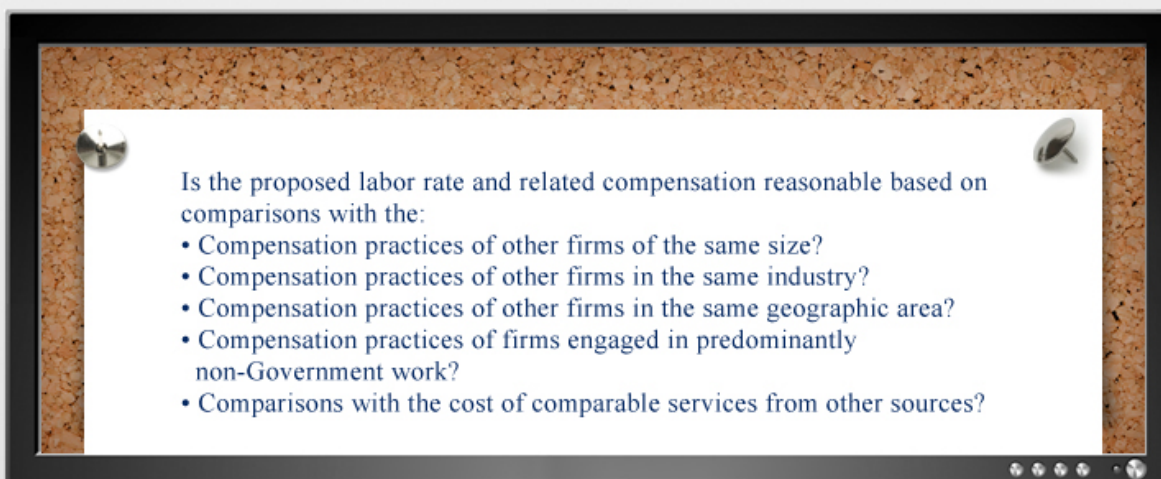 Is the proposed labor rate and related compensation reasonable based on
comparisons with the:
• Compensation practices of other firms of the same size?
• Compensation practices of other firms in the same industry?
• Compensation practices of other firms in the same geographic area?
• Compensation practices of firms engaged in predominantly
non-Government work?
• Comparisons with the cost of comparable services from other sources?